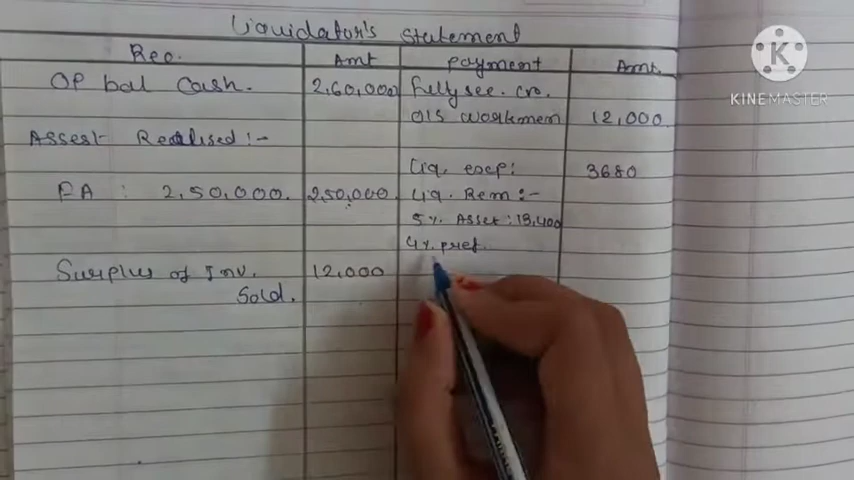 Liquidator's Statement
Rec. Amt payment Amt.
OP bal Cash. 2,60,000 fully sec. cro.
O/S workmen 12,000
Assest Realised :-
Liq. exep: 3680
FA : 2,50,000. 2,50,000. Liq. Rem :-
5% Asset : 13,400
4% pref.
Surplus of Inv. 12,000
Sold.
K
KINEMASTER